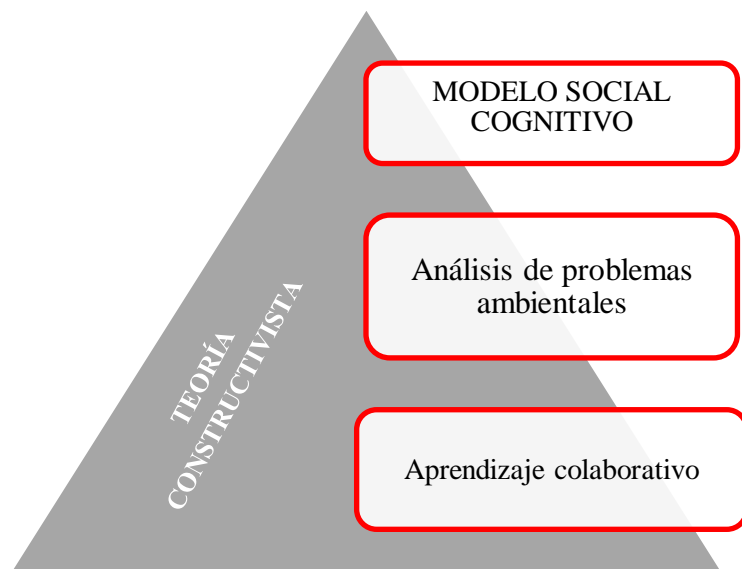 MODELO SOCIAL
COGNITIVO
Análisis de problemas
ambientales
TEORÍA
CONSTRUCTIVISTA
Aprendizaje colaborativo